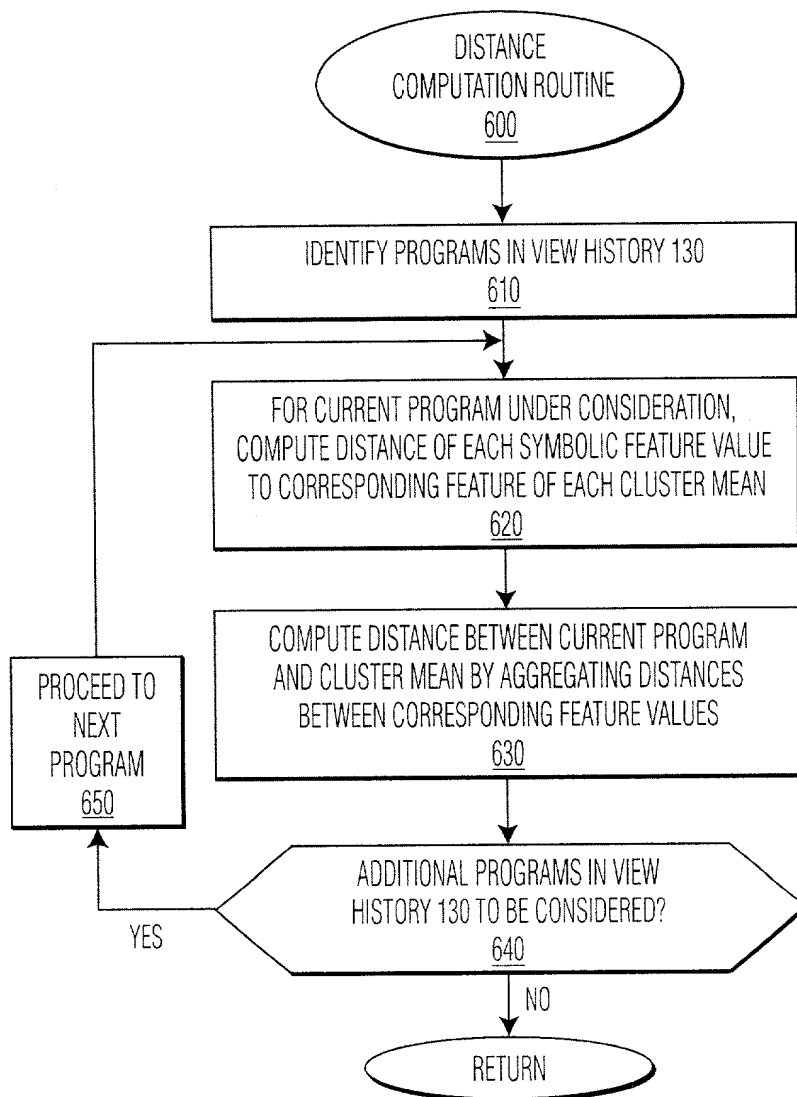 DISTANCE
COMPUTATION ROUTINE
600
IDENTIFY PROGRAMS IN VIEW HISTORY 130
610
FOR CURRENT PROGRAM UNDER CONSIDERATION,
COMPUTE DISTANCE OF EACH SYMBOLIC FEATURE VALUE
TO CORRESPONDING FEATURE OF EACH CLUSTER MEAN
620
COMPUTE DISTANCE BETWEEN CURRENT PROGRAM
AND CLUSTER MEAN BY AGGREGATING DISTANCES
BETWEEN CORRESPONDING FEATURE VALUES
630
PROCEED TO
NEXT
PROGRAM
650
ADDITIONAL PROGRAMS IN VIEW
HISTORY 130 TO BE CONSIDERED?
640
YES
NO
RETURN